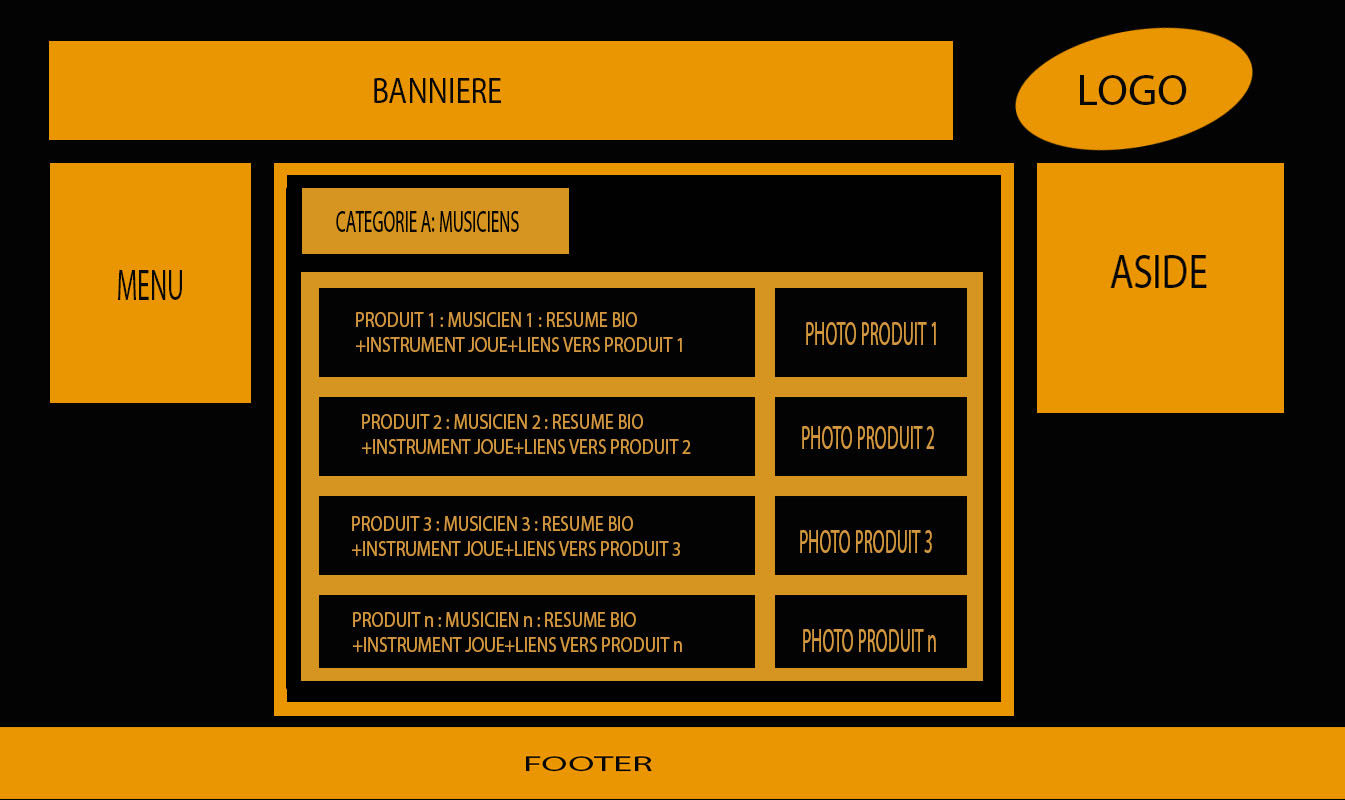 BANNIERE
LOGO
MENU
CATEGORIE A: MUSICIENS
ASIDE
PRODUIT 1 : MUSICIEN 1 : RESUME BIO
+INSTRUMENT JOUE+LIENS VERS PRODUIT 1
PHOTO PRODUIT 1
PRODUIT 2 : MUSICIEN 2 : RESUME BIO
+INSTRUMENT JOUE+LIENS VERS PRODUIT 2
PHOTO PRODUIT 2
PRODUIT 3 : MUSICIEN 3 : RESUME BIO
+INSTRUMENT JOUE+LIENS VERS PRODUIT 3
PHOTO PRODUIT 3
PRODUIT n : MUSICIEN n : RESUME BIO
+INSTRUMENT JOUE+LIENS VERS PRODUIT n
PHOTO PRODUIT n
FOOTER